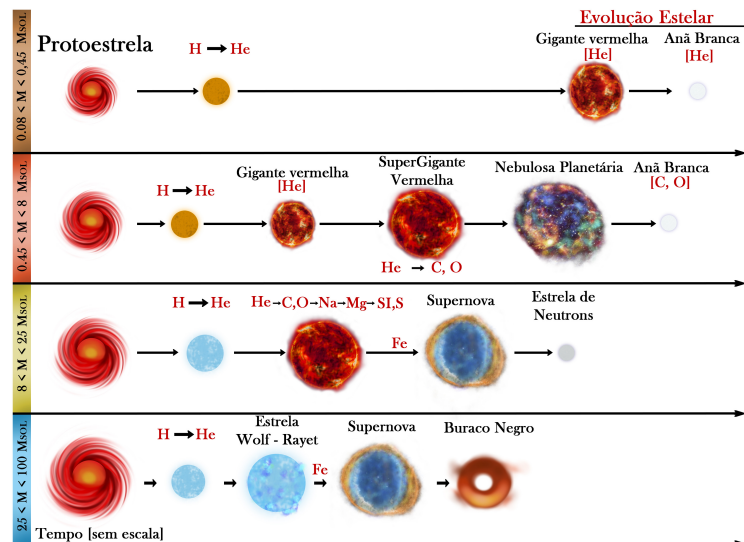 Evolução Estelar
0.08 < M < 0,45 Msol
Protoestrela
H → He
Gigante vermelha
[He]
Anã Branca
[He]
0.45 < M < 8 Msol
H → He
Gigante vermelha
[He]
SuperGigante
Vermelha
He → C, O
Nebulosa Planetária
Anã Branca
[C, O]
8 < M < 25 Msol
H → He
He→C,O→Na→Mg→SI,S
Fe
Supernova
Estrela de
Neutrons
25 < M < 100 Msol
H → He
Estrela
Wolf - Rayet
Fe
Supernova
Buraco Negro
Tempo [sem escala]